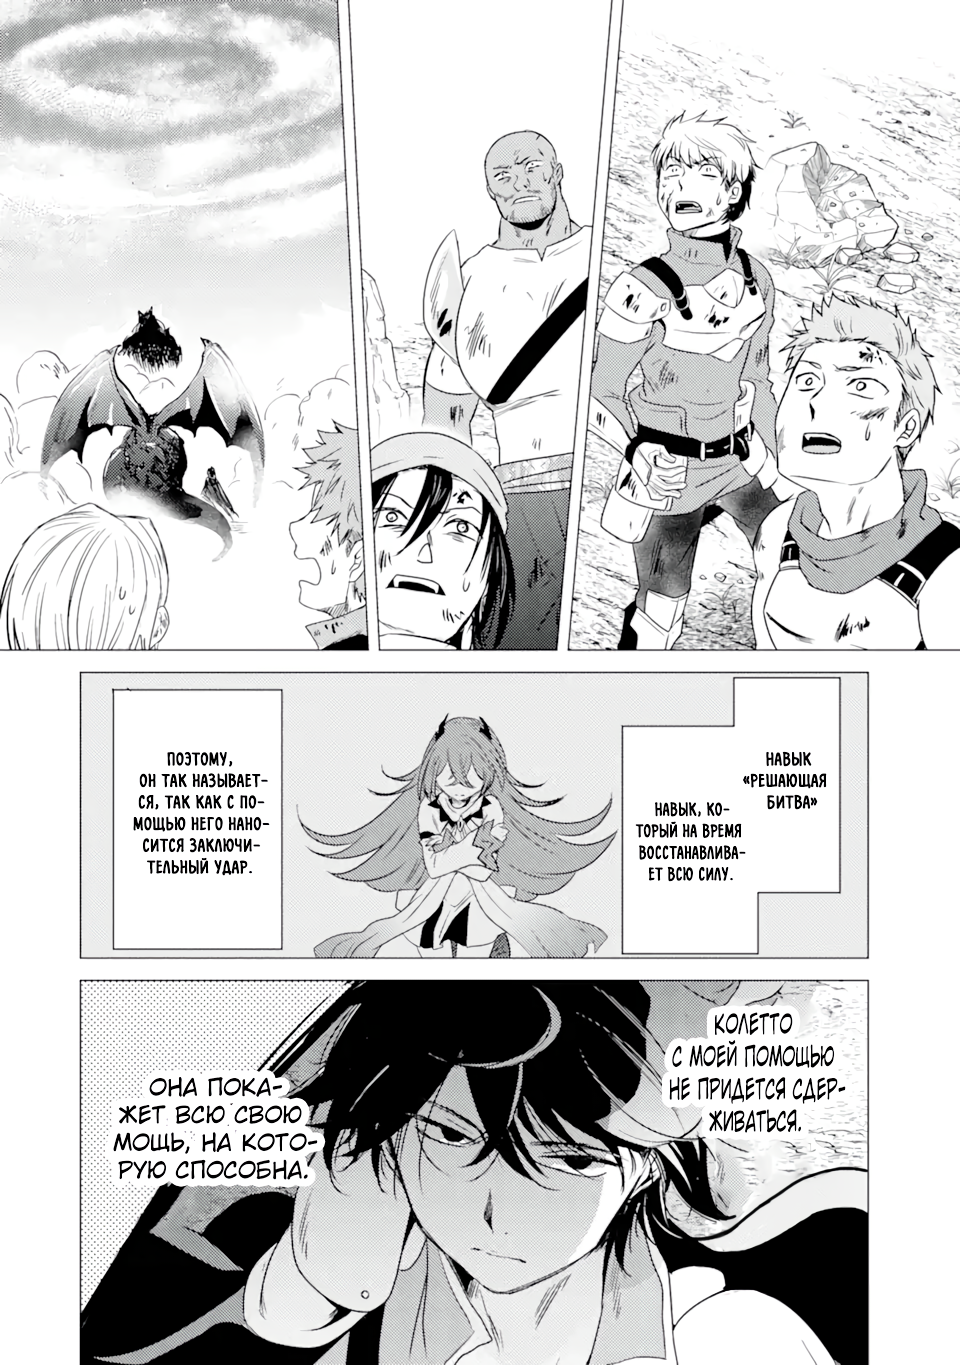 НАВЫК
«РЕШАЮЩАЯ
БИТВА»
НАВЫК, КО-
ТОРЫЙ НА ВРЕМЯ
ВОССТАНАВЛИВА-
ЕТ ВСЮ СИЛУ.
ПОЭТОМУ,
ОН ТАК НАЗЫВАЕТ-
СЯ, ТАК КАК С ПО-
МОЩЬЮ НЕГО НАНО-
СИТСЯ ЗАКЛЮЧИ-
ТЕЛЬНЫЙ УДАР.
КОЛЕТТО
С МОЕЙ ПОМОЩЬЮ
НЕ ПРИДЕТСЯ СДЕР-
ЖИВАТЬСЯ.
ОНА ПОКА-
ЖЕТ ВСЮ СВОЮ
МОЩЬ, НА КОТО-
РУЮ СПОСОБНА.